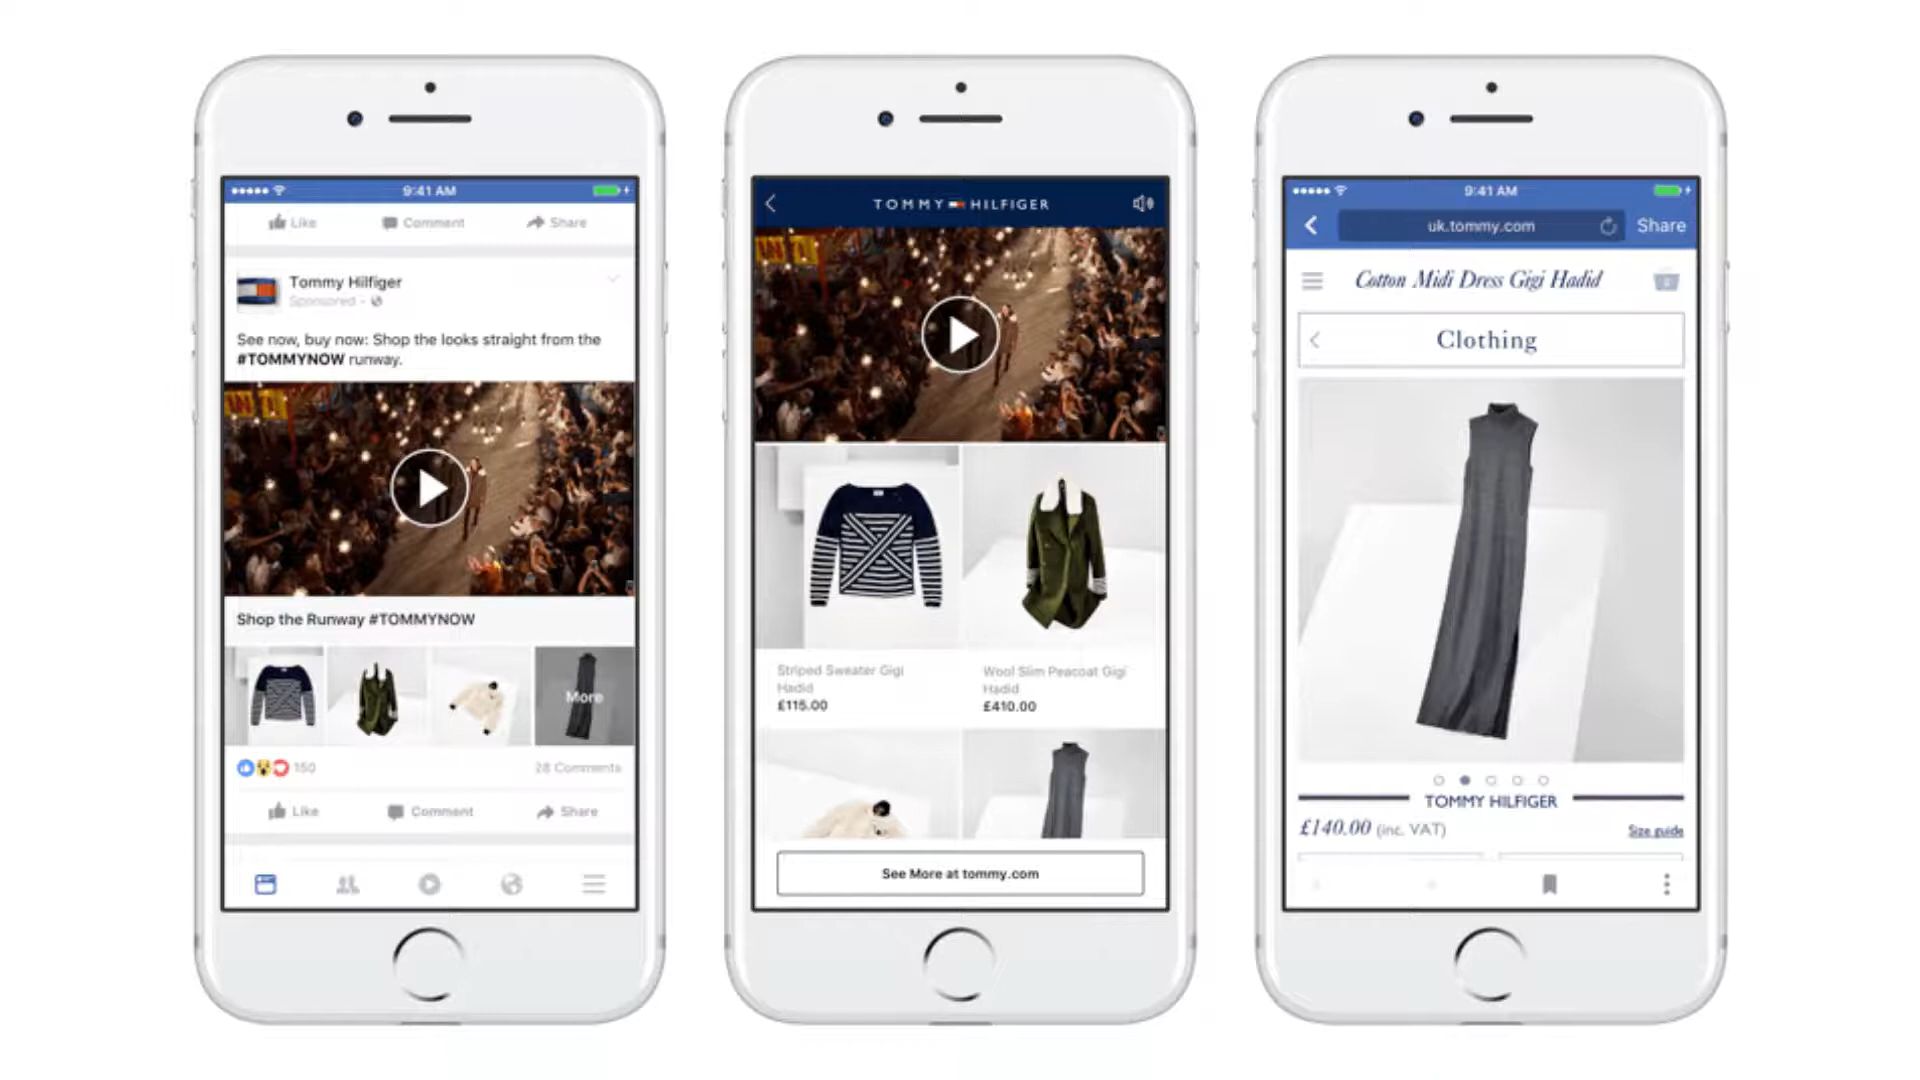 9:41 AM
Like Comment Share
Tommy Hilfiger
Sponsored
See now, buy now: Shop the looks straight from the
#TOMMYNOW runway.
Shop the Runway #TOMMYNOW
More
150 28 Comments
Like Comment Share
TOMMY HILFIGER
Striped Sweater Gigi
Hadid
£115.00
Wool Slim Peacoat Gigi
Hadid
£410.00
See More at tommy.com
9:41 AM
uk.tommy.com Share
Cotton Midi Dress Gigi Hadid
Clothing
TOMMY HILFIGER
£140.00 (inc. VAT) Size guide